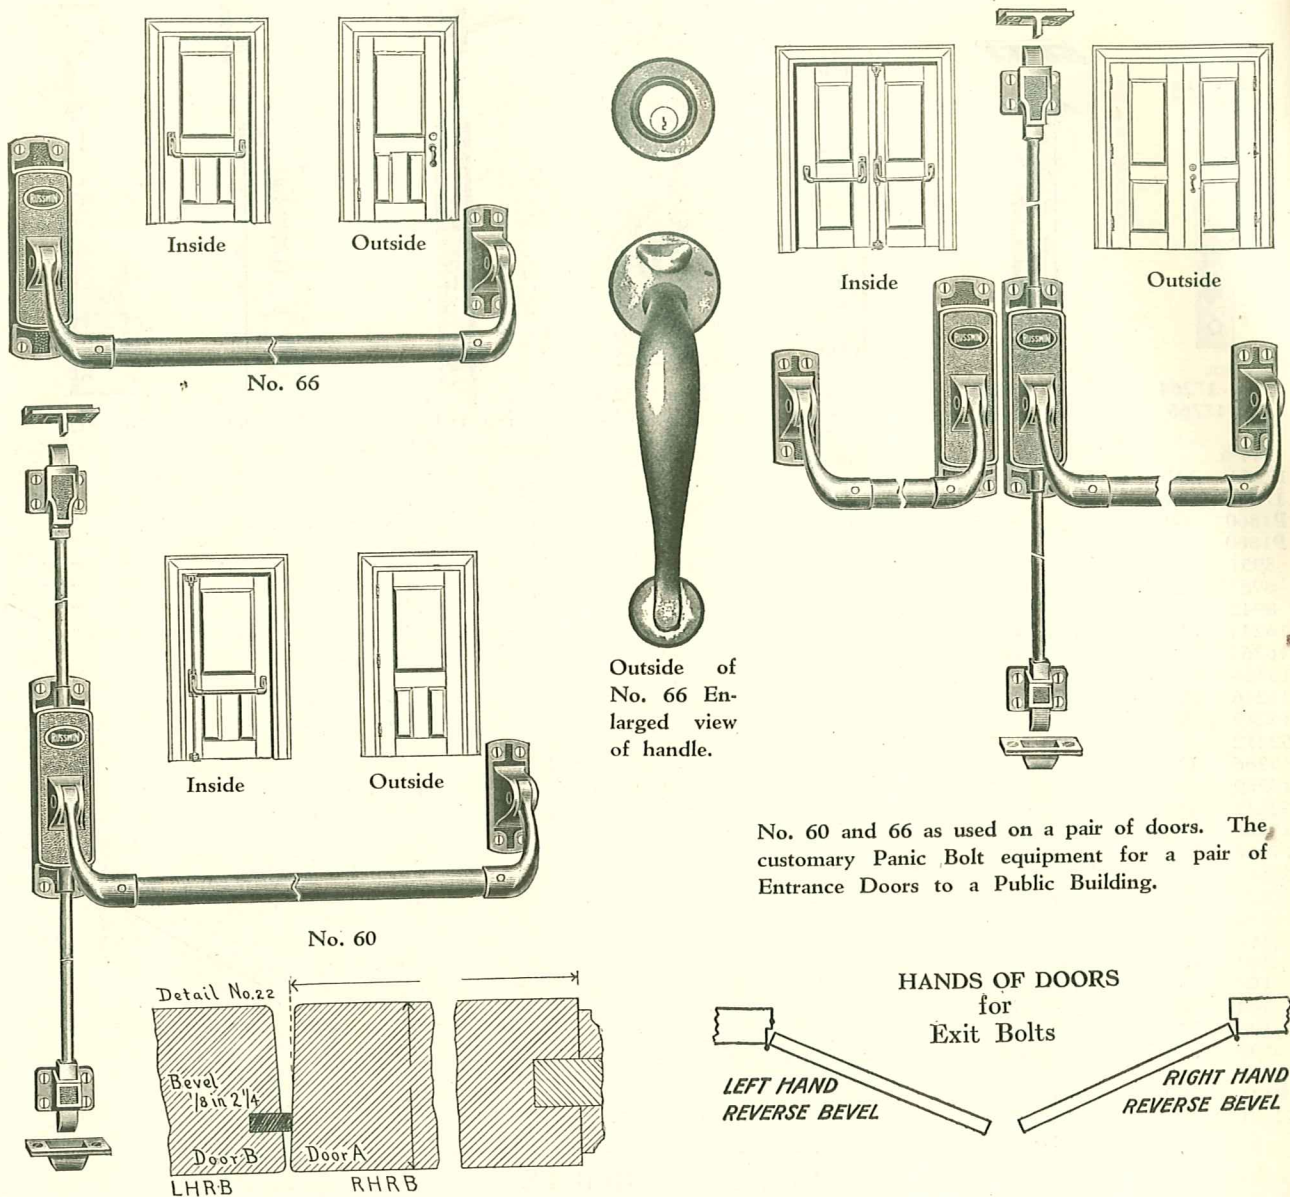 RUSSWIN
Inside
Outside
No. 66
RUSSWIN
Inside
Outside
No. 60
Outside of
No. 66 En-
larged view
of handle.
Inside
Outside
RUSSWIN
RUSSWIN
No. 60 and 66 as used on a pair of doors. The
customary Panic Bolt equipment for a pair of
Entrance Doors to a Public Building.
Detail No.22
Bevel
1/8 in 2 1/4
Door B
Door A
LHRB
RHRB
HANDS OF DOORS
for
Exit Bolts
LEFT HAND
REVERSE BEVEL
RIGHT HAND
REVERSE BEVEL